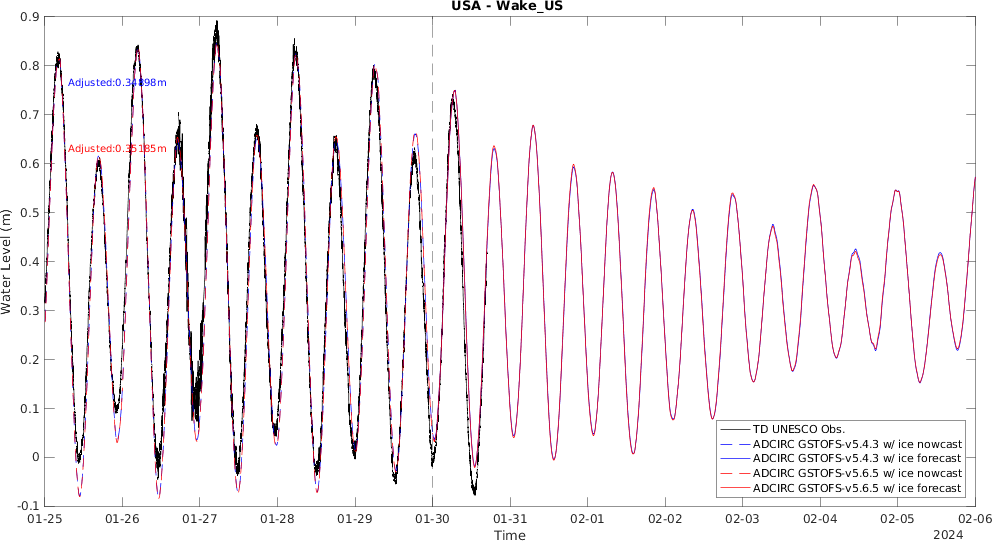 USA - Wake_US
0.9
0.8
0.7
0.6
0.5
0.4
0.3
0.2
0.1
0
-0.1
Water Level (m)
Adjusted:0.34898m
Adjusted:0.35185m
TD UNESCO Obs.
ADCIRC GSTOFS-v5.4.3 w/ ice nowcast
ADCIRC GSTOFS-v5.4.3 w/ ice forecast
ADCIRC GSTOFS-v5.6.5 w/ ice nowcast
ADCIRC GSTOFS-v5.6.5 w/ ice forecast
01-25 01-26 01-27 01-28 01-29 01-30 01-31 02-01 02-02 02-03 02-04 02-05 02-06
Time
2024